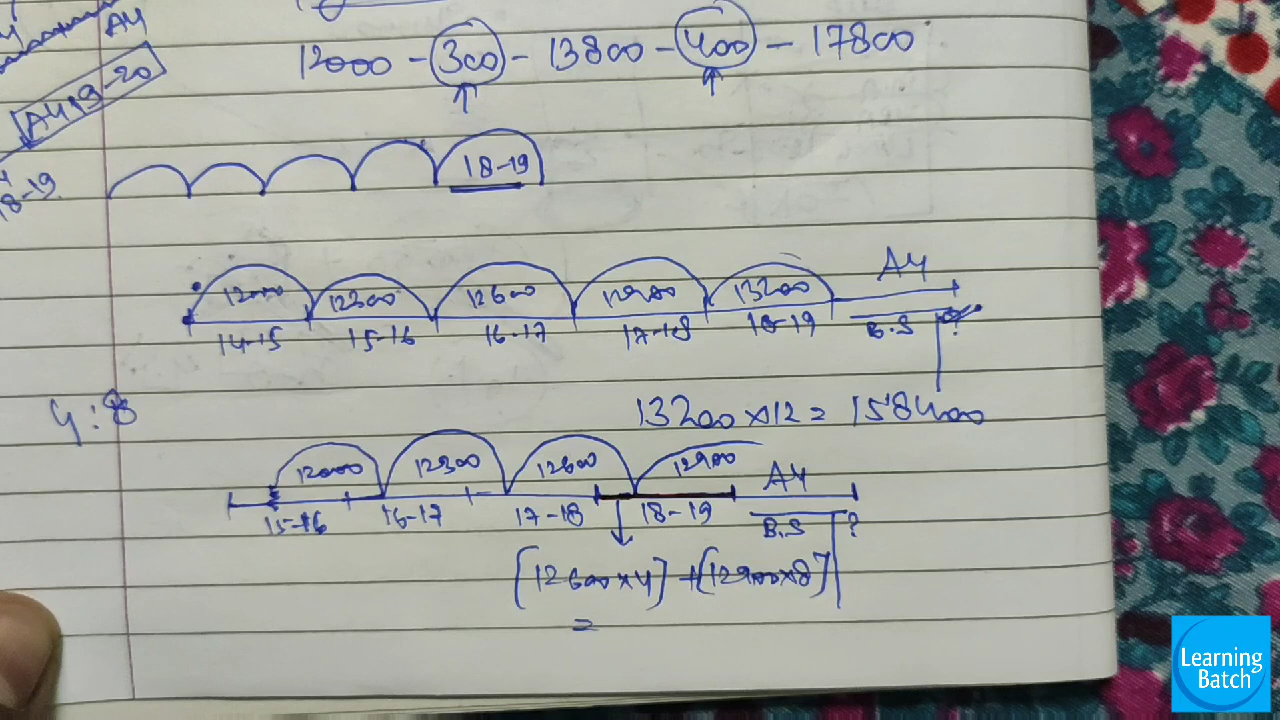 A4
12000 - 300 - 13800 - 400 - 17800
A4 19-20
18-19
18-19
A4
12000 12300 12600 12900 13200
14-15 15-16 16-17 17-18 18-19 B.S ?
4:8
13200 × 12 = 158400
12000 12300 12600 12900 A4
15-16 16-17 17-18 18-19 B.S ?
[12600×4] + [12900×8]
=
Learning
Batch